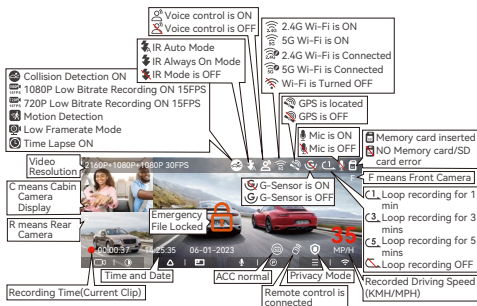 Voice control is ON
Voice control is OFF
2.4G Wi-Fi is ON
5G Wi-Fi is ON
2.4G Wi-Fi is Connected
5G Wi-Fi is Connected
Wi-Fi is Turned OFF
IR Auto Mode
IR Always On Mode
IR Mode is OFF
Collision Detection ON
1080P Low Bitrate Recording ON 15FPS
720P Low Bitrate Recording ON 15FPS
Motion Detection
Low Framerate Mode
Time Lapse ON
GPS is located
GPS is OFF
Mic is ON
Mic is OFF
Memory card inserted
NO Memory card/SD
card error
Video
Resolution
2160P+1080P+1080P 30FPS
F
F means Front Camera
C means Cabin
Camera
Display
G-Sensor is ON
G-Sensor is OFF
Loop recording for 1
min
Loop recording for 3
mins
Loop recording for 5
mins
Loop recording OFF
R means Rear
Camera
Emergency
File Locked
35
MP/H
00:00:37
14:25:35
06-01-2023
Time and Date
ACC normal
Privacy Mode
Recorded Driving Speed
(KMH/MPH)
Recording Time(Current Clip)
Remote control is
connected